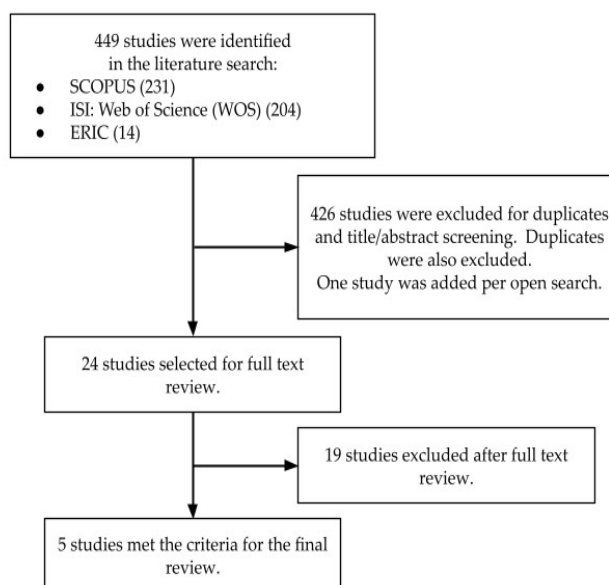 449 studies were identified
in the literature search:
● SCOPUS (231)
● ISI: Web of Science (WOS) (204)
● ERIC (14)
426 studies were excluded for duplicates
and title/abstract screening. Duplicates
were also excluded.
One study was added per open search.
24 studies selected for full text
review.
19 studies excluded after full text
review.
5 studies met the criteria for the final
review.